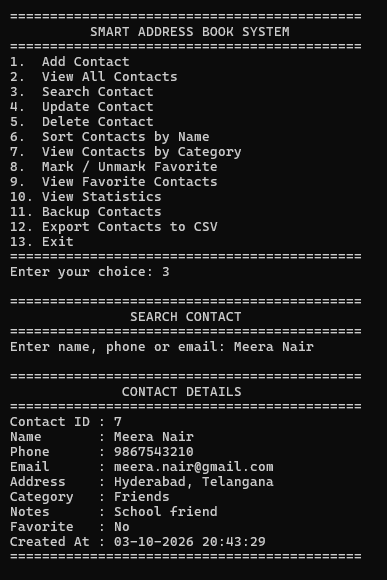 ============================================
SMART ADDRESS BOOK SYSTEM
============================================
1.  Add Contact
2.  View All Contacts
3.  Search Contact
4.  Update Contact
5.  Delete Contact
6.  Sort Contacts by Name
7.  View Contacts by Category
8.  Mark / Unmark Favorite
9.  View Favorite Contacts
10. View Statistics
11. Backup Contacts
12. Export Contacts to CSV
13. Exit
============================================
Enter your choice: 3
============================================
SEARCH CONTACT
============================================
Enter name, phone or email: Meera Nair
============================================
CONTACT DETAILS
============================================
Contact ID : 7
Name       : Meera Nair
Phone      : 9867543210
Email      : meera.nair@gmail.com
Address    : Hyderabad, Telangana
Category   : Friends
Notes      : School friend
Favorite   : No
Created At : 03-10-2026 20:43:29
============================================